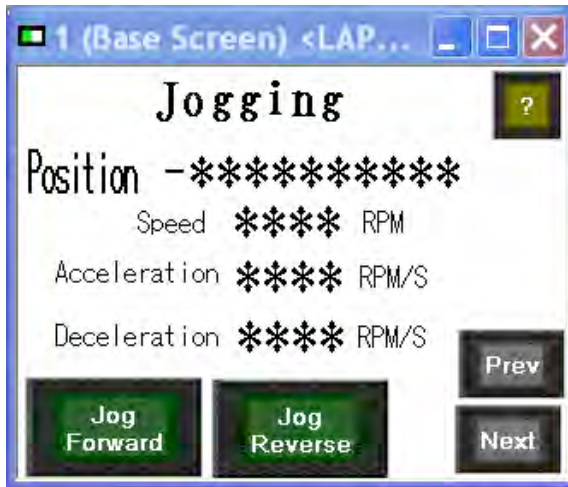 1 (Base Screen) <LAP...
Jogging
?
Position -**********
Speed **** RPM
Acceleration **** RPM/S
Deceleration **** RPM/S
Prev
Jog Forward
Jog Reverse
Next